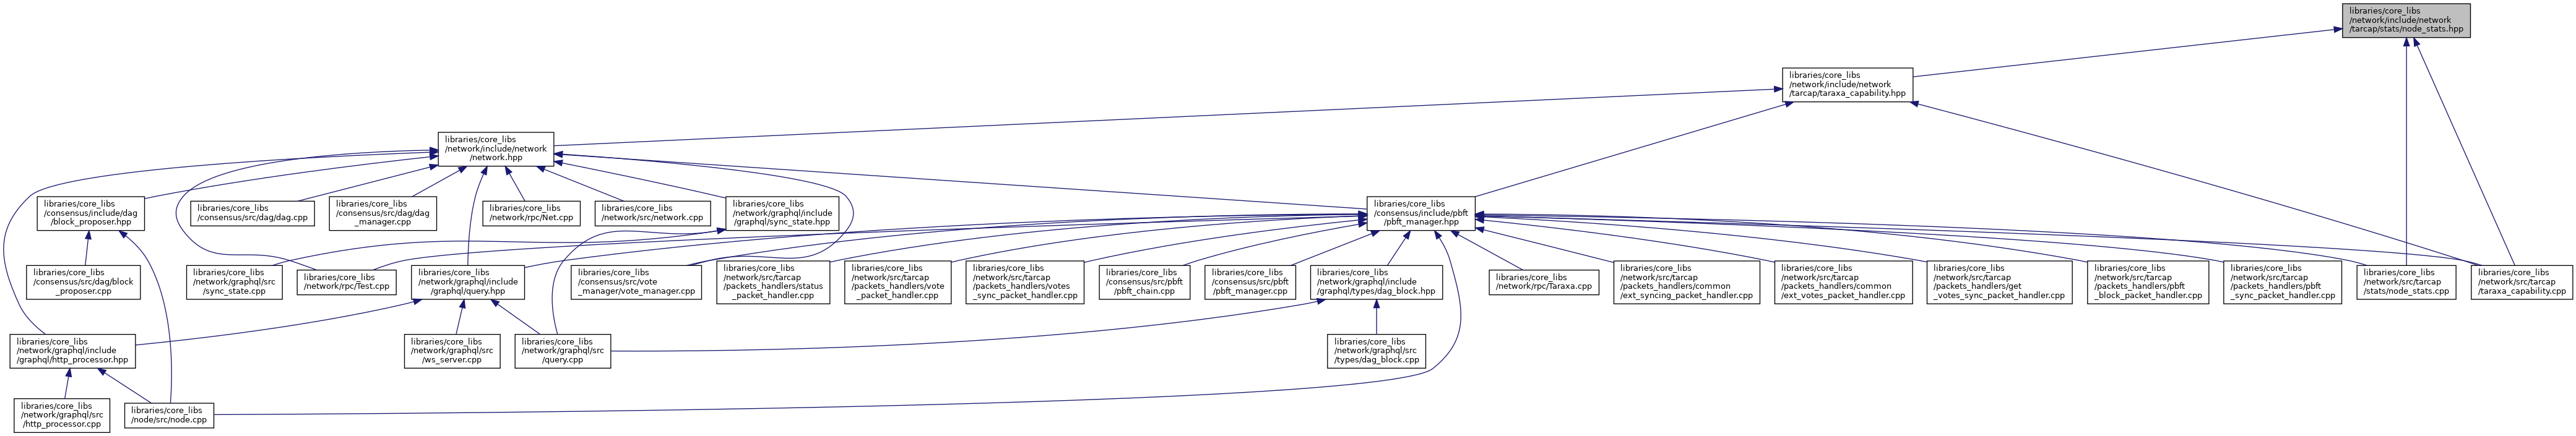 libraries/core_libs
/network/include/network
/tarcap/stats/node_stats.hpp
libraries/core_libs
/network/include/network
/tarcap/taraxa_capability.hpp
libraries/core_libs
/network/include/network
/network.hpp
libraries/core_libs
/consensus/include/dag
/block_proposer.hpp
libraries/core_libs
/consensus/src/dag/dag.cpp
libraries/core_libs
/consensus/src/dag/dag
_manager.cpp
libraries/core_libs
/network/rpc/Net.cpp
libraries/core_libs
/network/src/network.cpp
libraries/core_libs
/network/graphql/include
/graphql/sync_state.hpp
libraries/core_libs
/consensus/include/pbft
/pbft_manager.hpp
libraries/core_libs
/consensus/src/dag/block
_proposer.cpp
libraries/core_libs
/network/graphql/src
/sync_state.cpp
libraries/core_libs
/network/rpc/Test.cpp
libraries/core_libs
/network/graphql/include
/graphql/query.hpp
libraries/core_libs
/consensus/src/vote
_manager/vote_manager.cpp
libraries/core_libs
/network/src/tarcap
/packets_handlers/status
_packet_handler.cpp
libraries/core_libs
/network/src/tarcap
/packets_handlers/vote
_packet_handler.cpp
libraries/core_libs
/network/src/tarcap
/packets_handlers/votes
_sync_packet_handler.cpp
libraries/core_libs
/consensus/src/pbft
/pbft_chain.cpp
libraries/core_libs
/consensus/src/pbft
/pbft_manager.cpp
libraries/core_libs
/network/graphql/include
/graphql/types/dag_block.hpp
libraries/core_libs
/network/rpc/Taraxa.cpp
libraries/core_libs
/network/src/tarcap
/packets_handlers/common
/ext_syncing_packet_handler.cpp
libraries/core_libs
/network/src/tarcap
/packets_handlers/common
/ext_votes_packet_handler.cpp
libraries/core_libs
/network/src/tarcap
/packets_handlers/get
_votes_sync_packet_handler.cpp
libraries/core_libs
/network/src/tarcap
/packets_handlers/pbft
_block_packet_handler.cpp
libraries/core_libs
/network/src/tarcap
/packets_handlers/pbft
_sync_packet_handler.cpp
libraries/core_libs
/network/src/tarcap
/stats/node_stats.cpp
libraries/core_libs
/network/src/tarcap
/taraxa_capability.cpp
libraries/core_libs
/network/graphql/include
/graphql/http_processor.hpp
libraries/core_libs
/network/graphql/src
/ws_server.cpp
libraries/core_libs
/network/graphql/src
/query.cpp
libraries/core_libs
/network/graphql/src
/types/dag_block.cpp
libraries/core_libs
/network/graphql/src
/http_processor.cpp
libraries/core_libs
/node/src/node.cpp